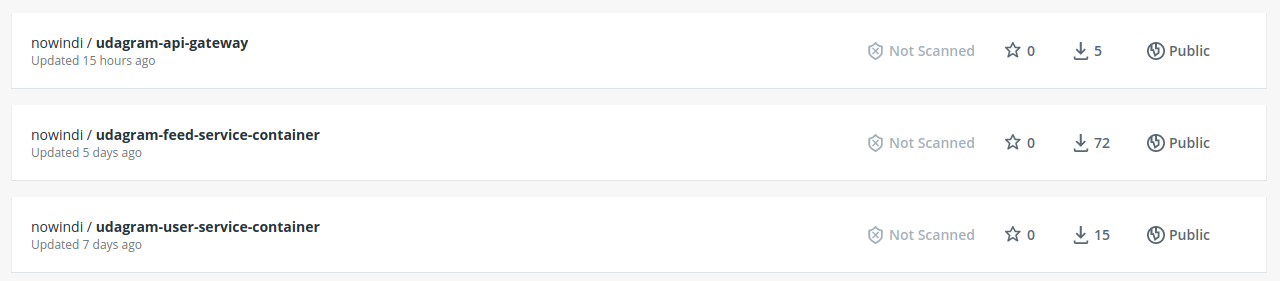 nowindi / udagram-api-gateway
Updated 15 hours ago
Not Scanned 0 5 Public
nowindi / udagram-feed-service-container
Updated 5 days ago
Not Scanned 0 72 Public
nowindi / udagram-user-service-container
Updated 7 days ago
Not Scanned 0 15 Public